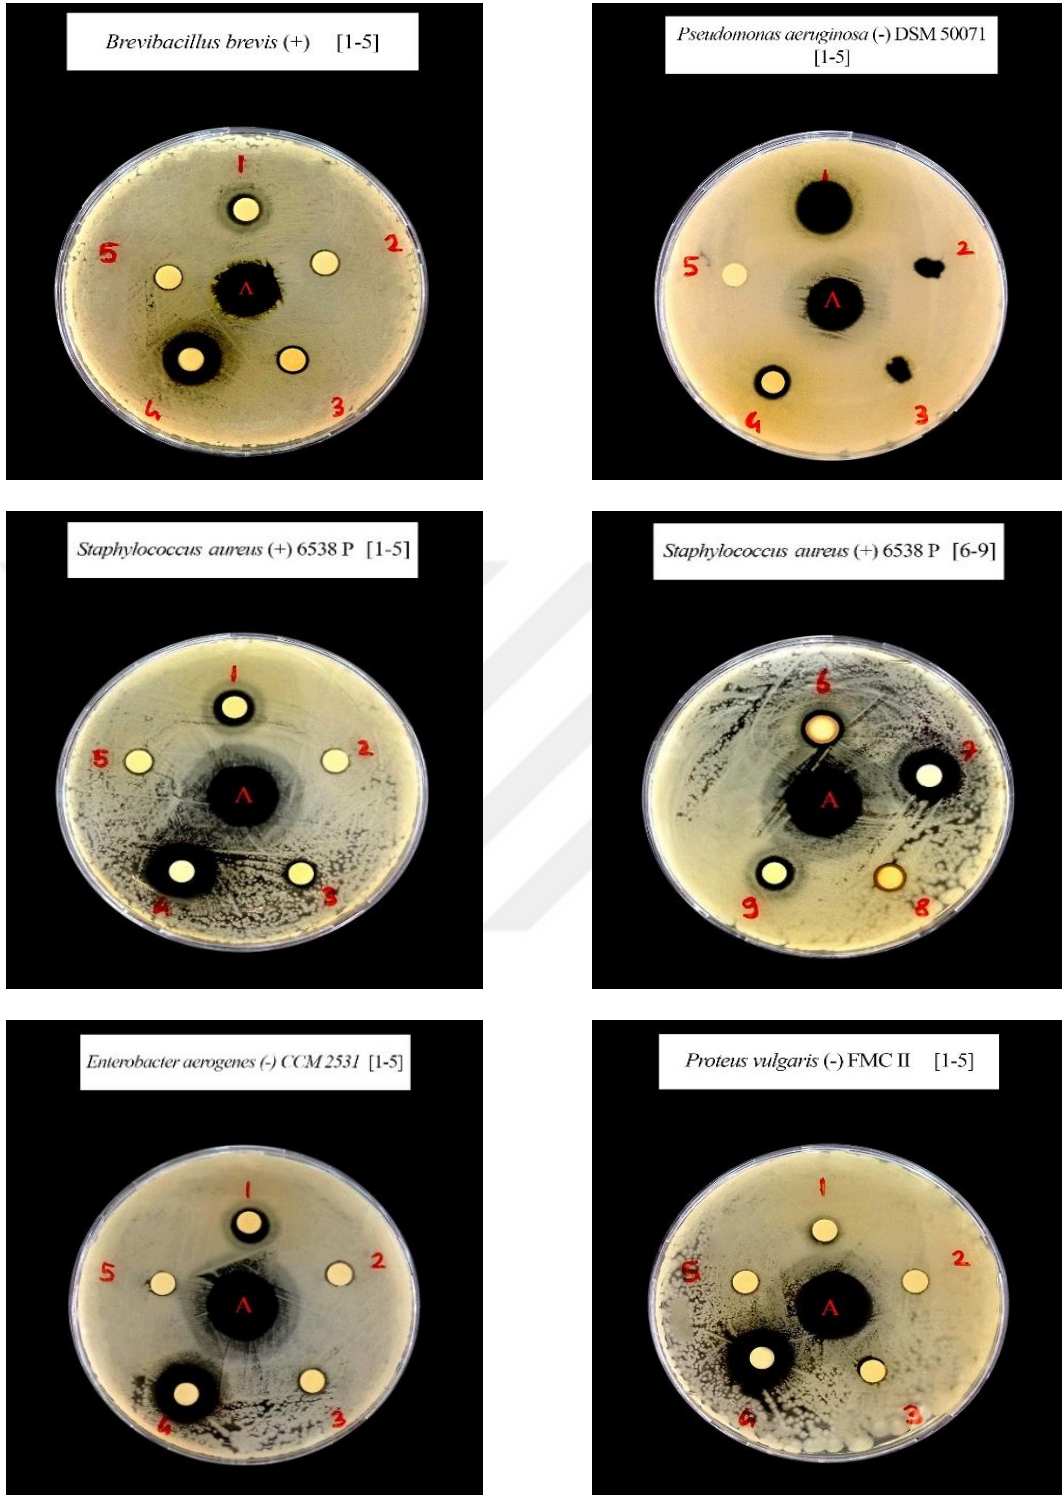 Brevibacillus brevis (+) [1-5]
1
2
5
Λ
4
3
Pseudomonas aeruginosa (-) DSM 50071
[1-5]
1
2
5
Λ
4
3
Staphylococcus aureus (+) 6538 P [1-5]
1
2
5
Λ
4
3
Staphylococcus aureus (+) 6538 P [6-9]
6
7
A
9
8
Enterobacter aerogenes (-) CCM 2531 [1-5]
1
2
5
Λ
4
3
Proteus vulgaris (-) FMC II [1-5]
1
2
5
A
4
3